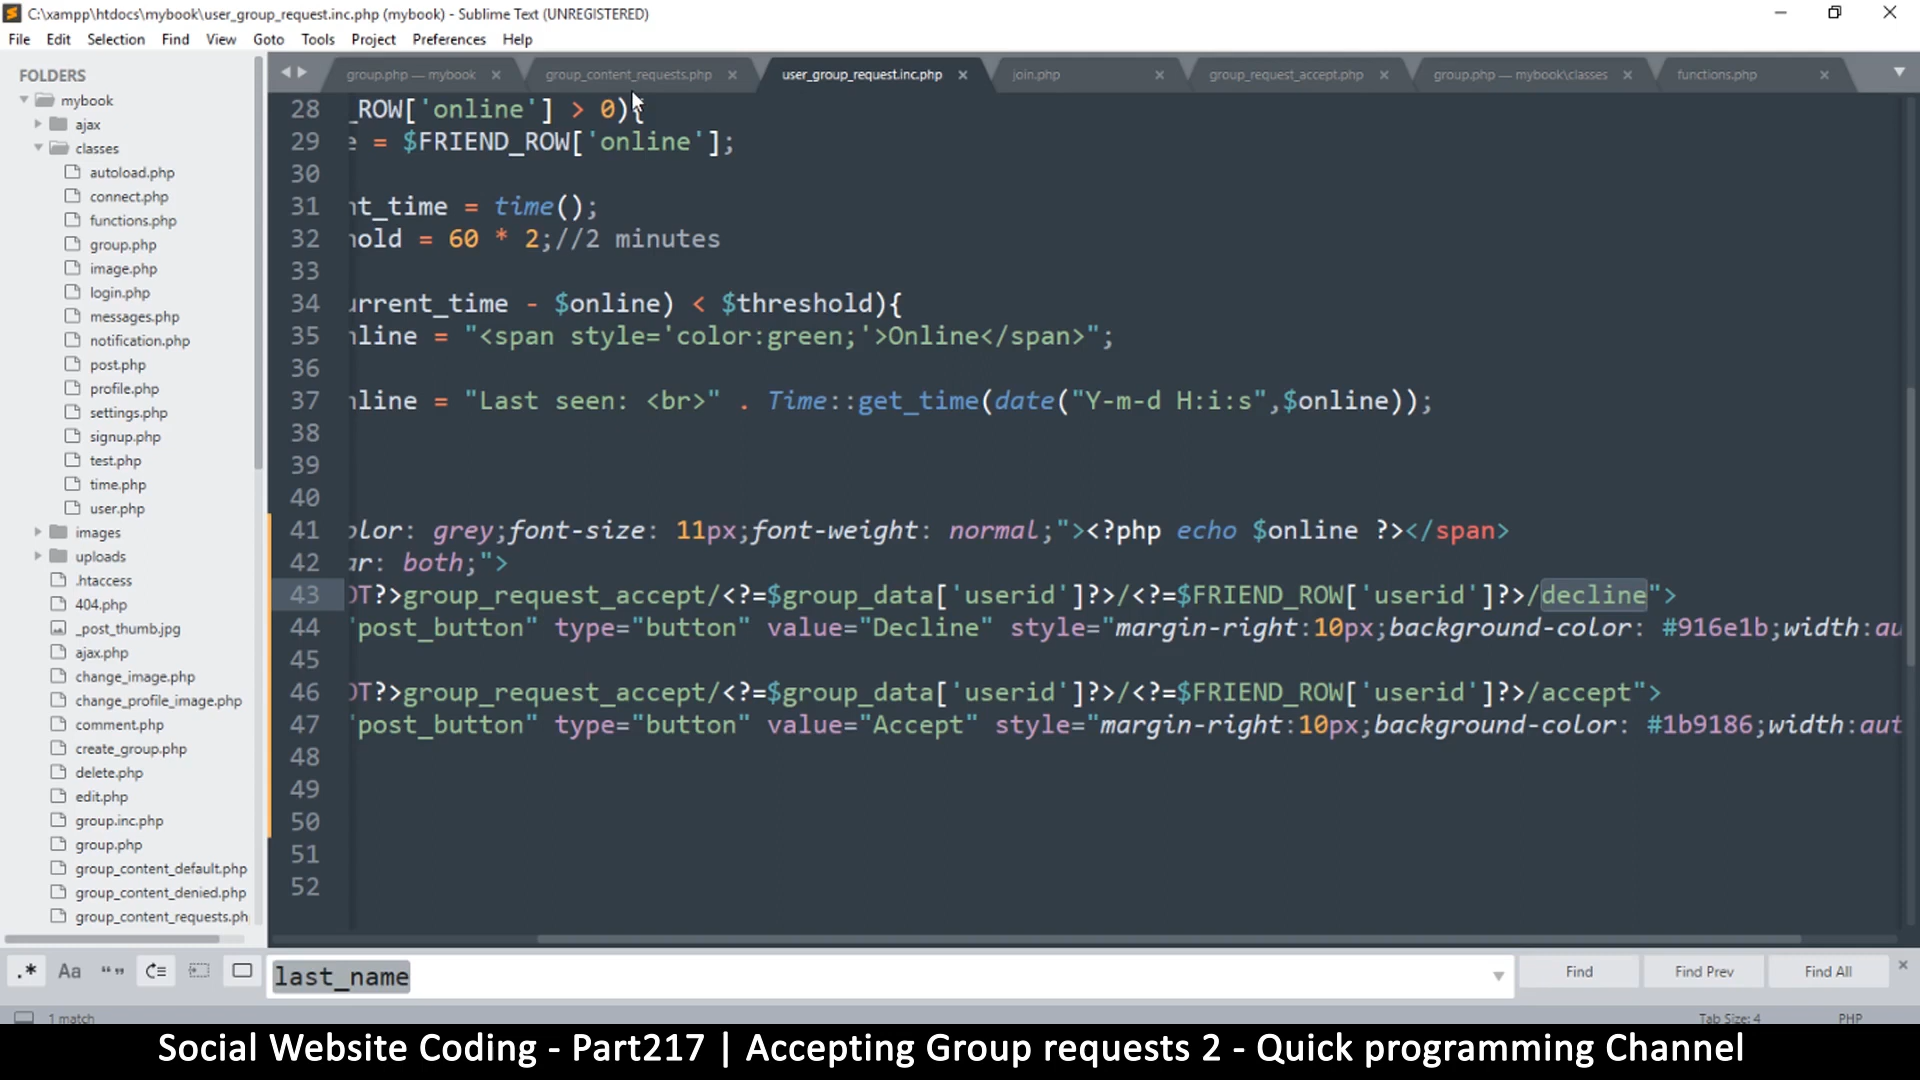 C:\xampp\htdocs\mybook\user_group_request.inc.php (mybook) - Sublime Text (UNREGISTERED)
File Edit Selection Find View Goto Tools Project Preferences Help
FOLDERS
mybook
ajax
classes
autoload.php
connect.php
functions.php
group.php
image.php
login.php
messages.php
notification.php
post.php
profile.php
settings.php
signup.php
test.php
time.php
user.php
images
uploads
.htaccess
404.php
_post_thumb.jpg
ajax.php
change_image.php
change_profile_image.php
comment.php
create_group.php
delete.php
edit.php
group.inc.php
group.php
group_content_default.php
group_content_denied.php
group_content_requests.ph
group.php — mybook group_content_requests.php user_group_request.inc.php join.php group_request_accept.php group.php — mybook\classes functions.php
28 _ROW['online'] > 0){
29 e = $FRIEND_ROW['online'];
30
31 nt_time = time();
32 hold = 60 * 2;//2 minutes
33
34 urrent_time - $online) < $threshold){
35 nline = "<span style='color:green;'>Online</span>";
36
37 nline = "Last seen: <br>" . Time::get_time(date("Y-m-d H:i:s",$online));
38
39
40
41 olor: grey;font-size: 11px;font-weight: normal;"><?php echo $online ?></span>
42 ar: both;">
43 OT?>group_request_accept/<?=$group_data['userid']?>/<?=$FRIEND_ROW['userid']?>/decline">
44 "post_button" type="button" value="Decline" style="margin-right:10px;background-color: #916e1b;width:au
45
46 OT?>group_request_accept/<?=$group_data['userid']?>/<?=$FRIEND_ROW['userid']?>/accept">
47 "post_button" type="button" value="Accept" style="margin-right:10px;background-color: #1b9186;width:aut
48
49
50
51
52
.* Aa “” last_name Find Find Prev Find All
1 match Tab Size: 4 PHP
Social Website Coding - Part217 | Accepting Group requests 2 - Quick programming Channel